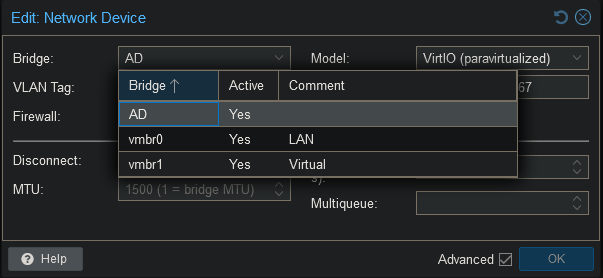 Edit: Network Device
Bridge: AD
Model: VirtIO (paravirtualized)
VLAN Tag:
67
Firewall:
Bridge ↑ Active Comment
AD Yes
vmbr0 Yes LAN
vmbr1 Yes Virtual
Disconnect:
s):
MTU: 1500 (1 = bridge MTU)
Multiqueue:
Help
Advanced
OK